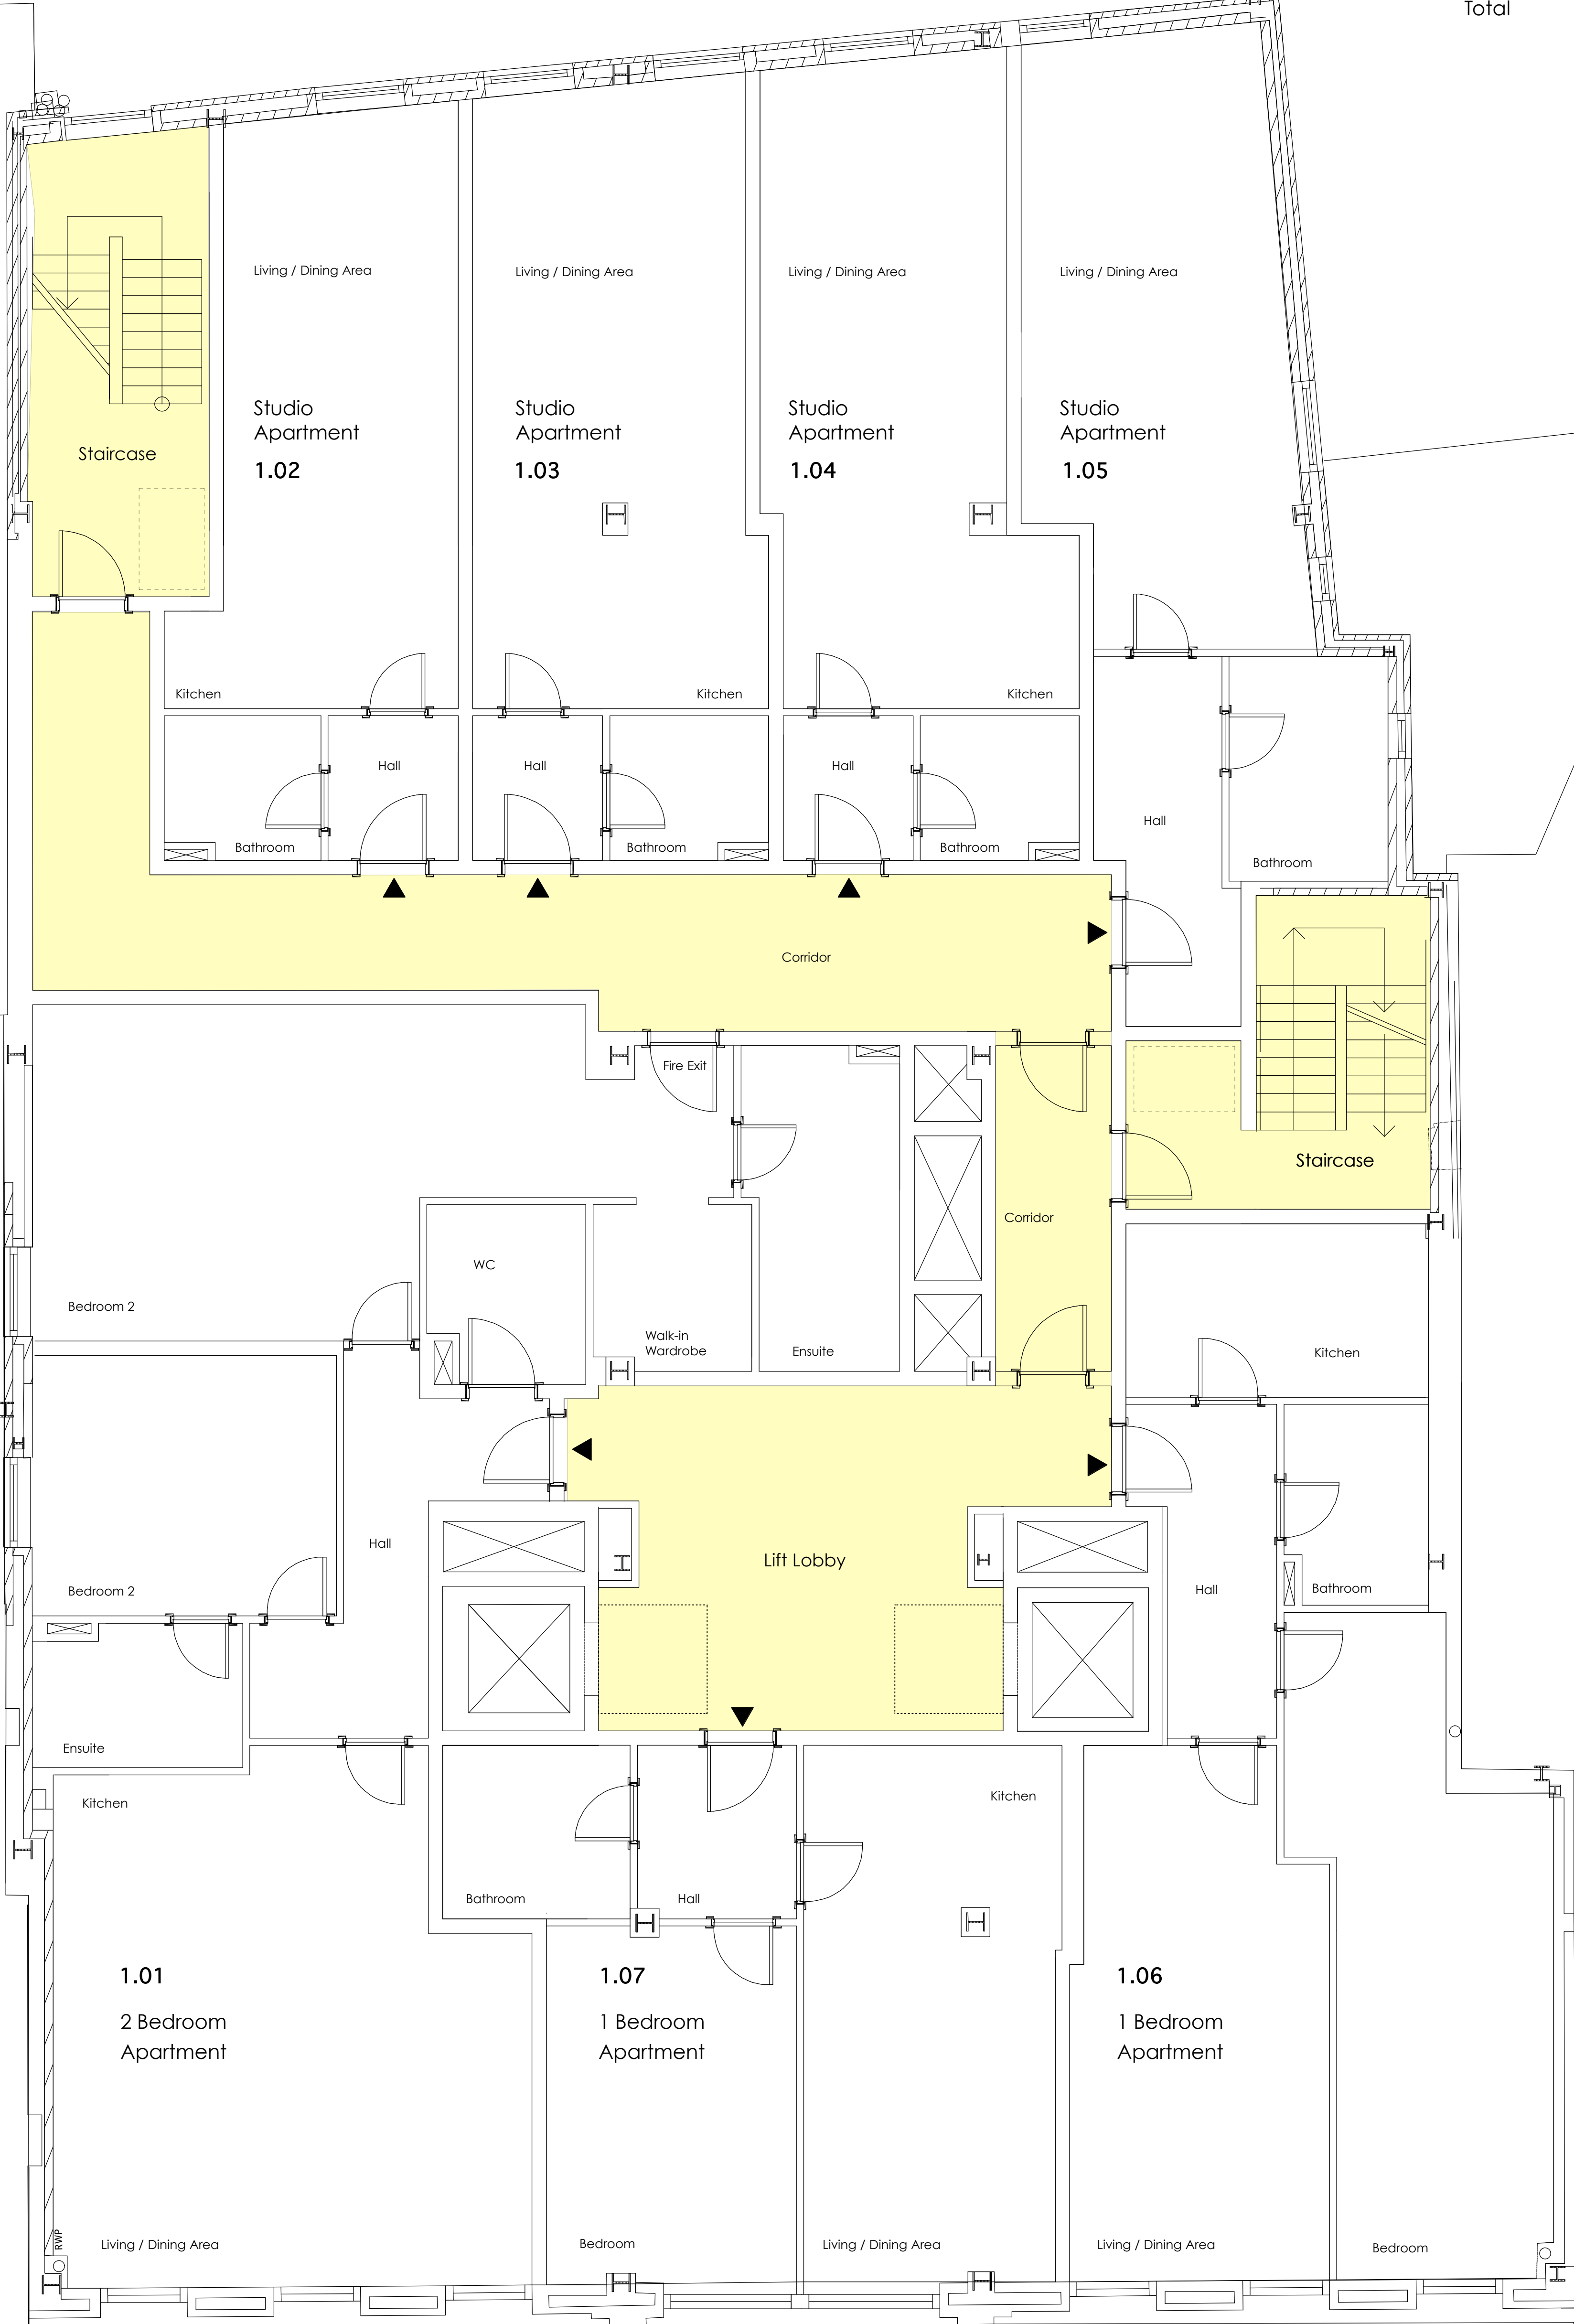 Total
Living / Dining Area
Living / Dining Area
Living / Dining Area
Living / Dining Area
Studio
Apartment
1.02
Studio
Apartment
1.03
Studio
Apartment
1.04
Studio
Apartment
1.05
Staircase
Kitchen
Kitchen
Kitchen
Hall
Hall
Hall
Hall
Bathroom
Bathroom
Bathroom
Bathroom
Corridor
Fire Exit
Staircase
Corridor
WC
Bedroom 2
Walk-in
Wardrobe
Ensuite
Kitchen
Hall
Lift Lobby
Bedroom 2
Hall
Bathroom
Ensuite
Kitchen
Kitchen
Bathroom
Hall
1.01
2 Bedroom
Apartment
1.07
1 Bedroom
Apartment
1.06
1 Bedroom
Apartment
RWP
Living / Dining Area
Bedroom
Living / Dining Area
Living / Dining Area
Bedroom